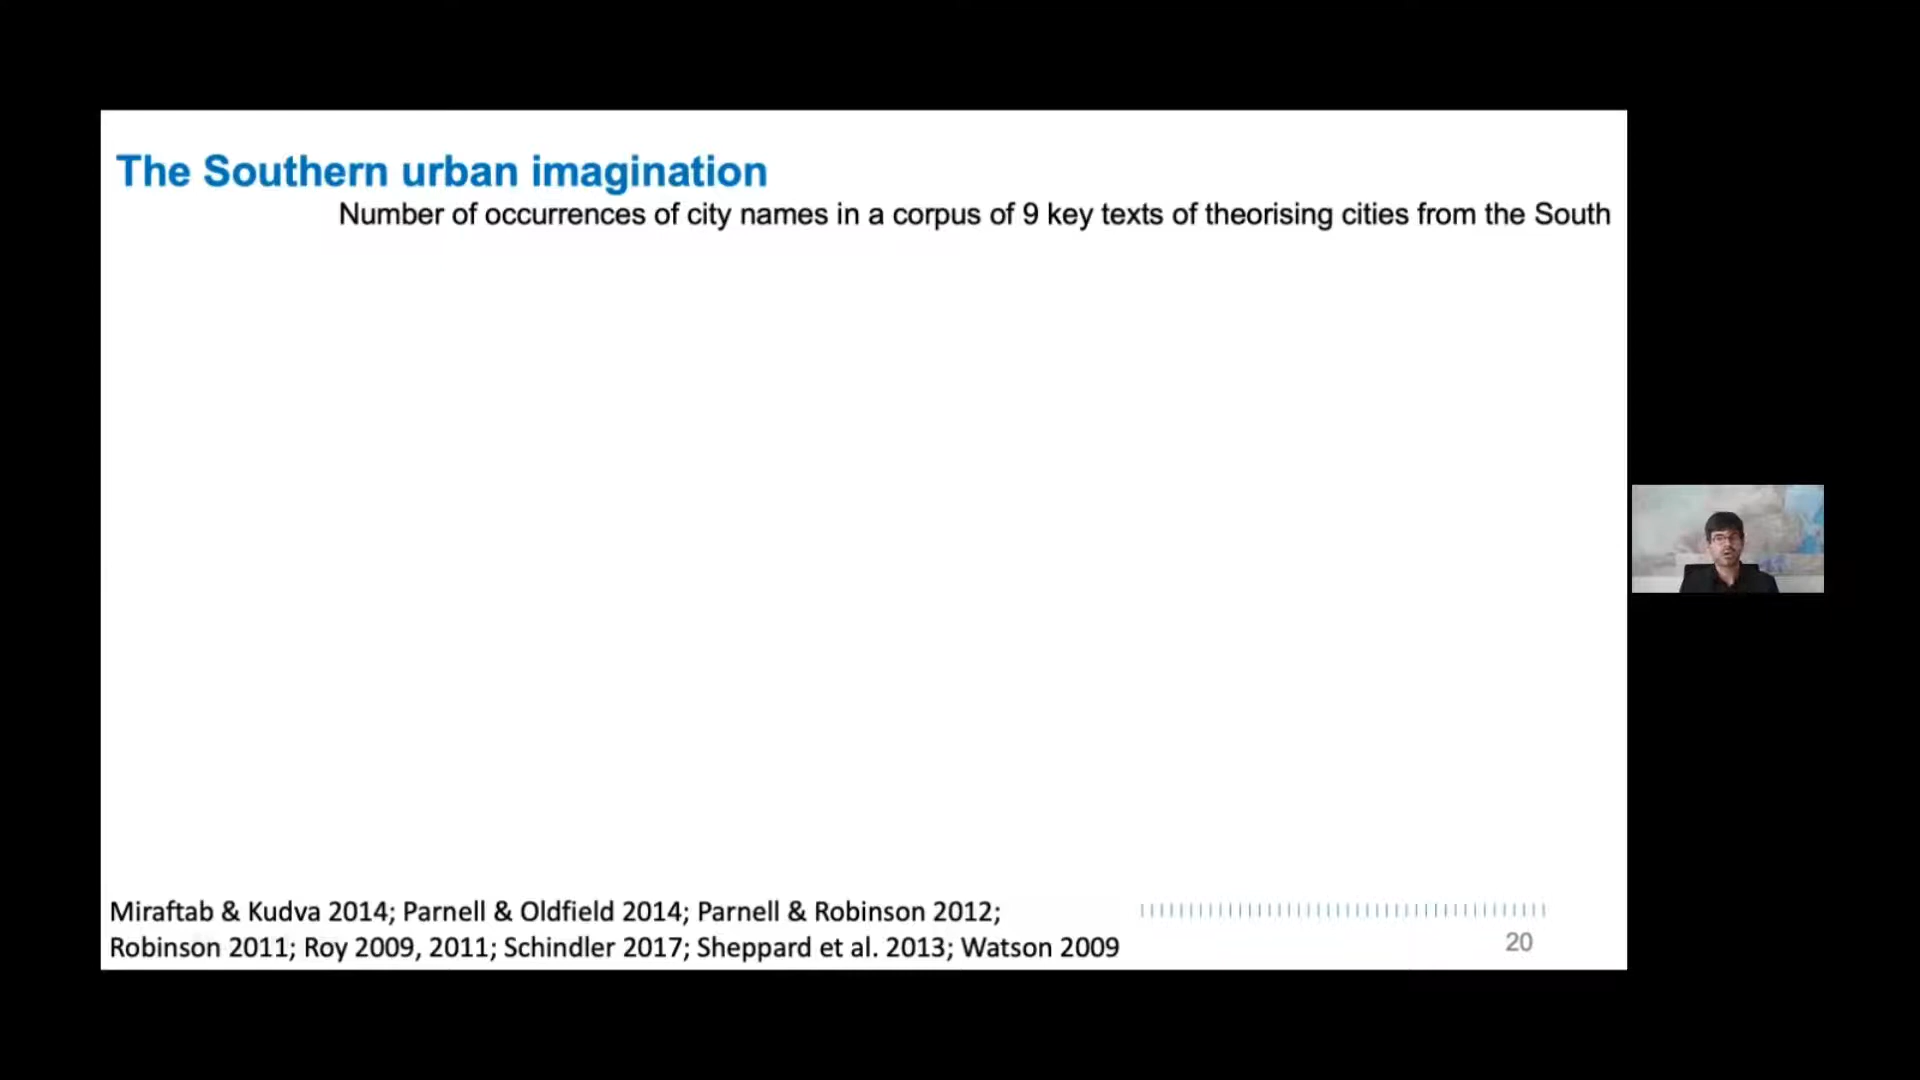 The Southern urban imagination
Number of occurrences of city names in a corpus of 9 key texts of theorising cities from the South
Miraftab & Kudva 2014; Parnell & Oldfield 2014; Parnell & Robinson 2012;
Robinson 2011; Roy 2009, 2011; Schindler 2017; Sheppard et al. 2013; Watson 2009
20